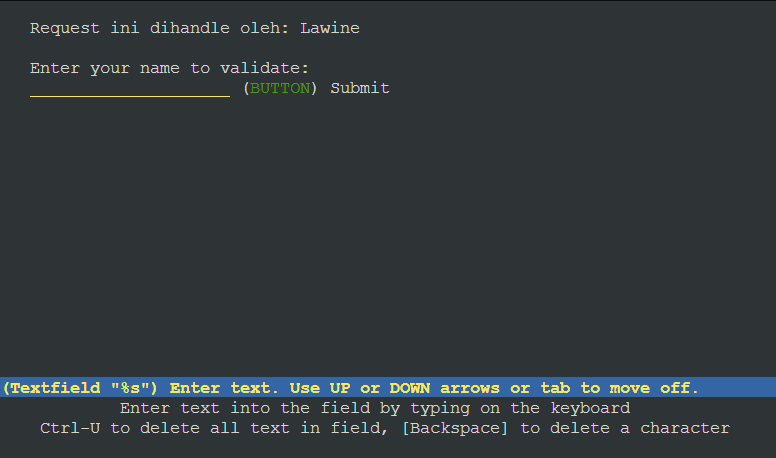 Request ini dihandle oleh: Lawine
Enter your name to validate:
____________________ (BUTTON) Submit
(Textfield "%s") Enter text. Use UP or DOWN arrows or tab to move off.
Enter text into the field by typing on the keyboard
Ctrl-U to delete all text in field, [Backspace] to delete a character